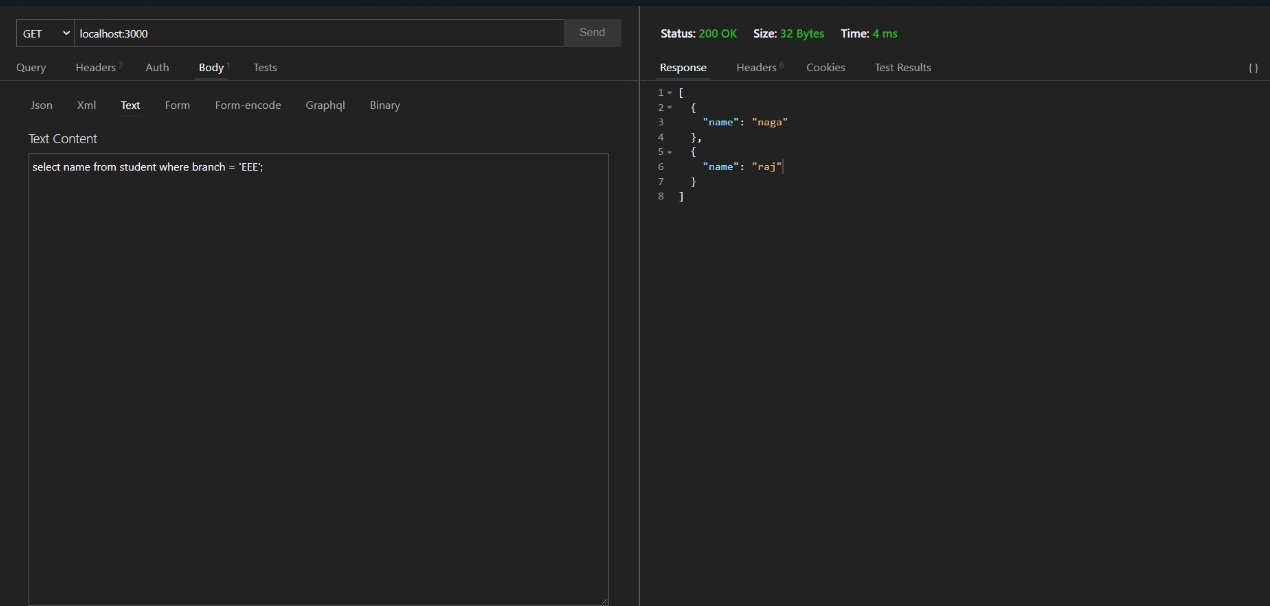 GET localhost:3000 Send
Query Headers 2 Auth Body 1 Tests
Json Xml Text Form Form-encode Graphql Binary
Text Content
select name from student where branch = 'EEE';
Status: 200 OK Size: 32 Bytes Time: 4 ms
Response Headers 6 Cookies Test Results { }
1 [
2 {
3 "name": "naga"
4 },
5 {
6 "name": "raj"
7 }
8 ]